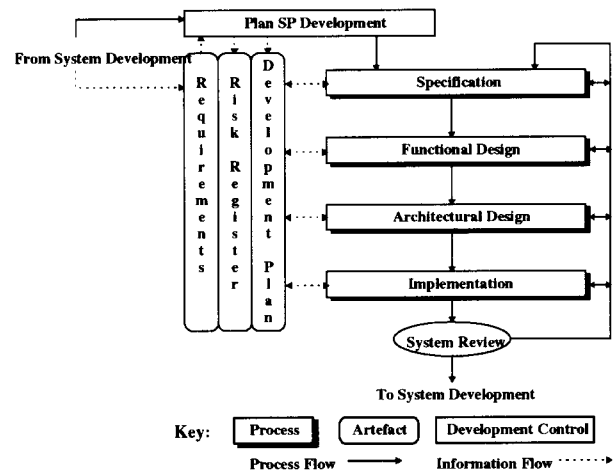 Plan SP Development
From System Development
Requirements
Risk Register
Development Plan
Specification
Functional Design
Architectural Design
Implementation
System Review
To System Development
Key:
Process
Artefact
Development Control
Process Flow
Information Flow